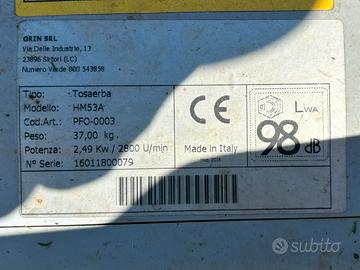 GRIN SRL
Via Delle Industrie, 13
23896 Sirtori (LC)
Numero Verde 800 543858
Tipo: Tosaerba
Modello: HM53A
Cod.Art.: PFO-0003
Peso: 37,00 kg.
Potenza: 2,49 Kw / 2800 U/min
N° Serie: 16011800079
CE
Made in Italy
LWA
98 dB
subito